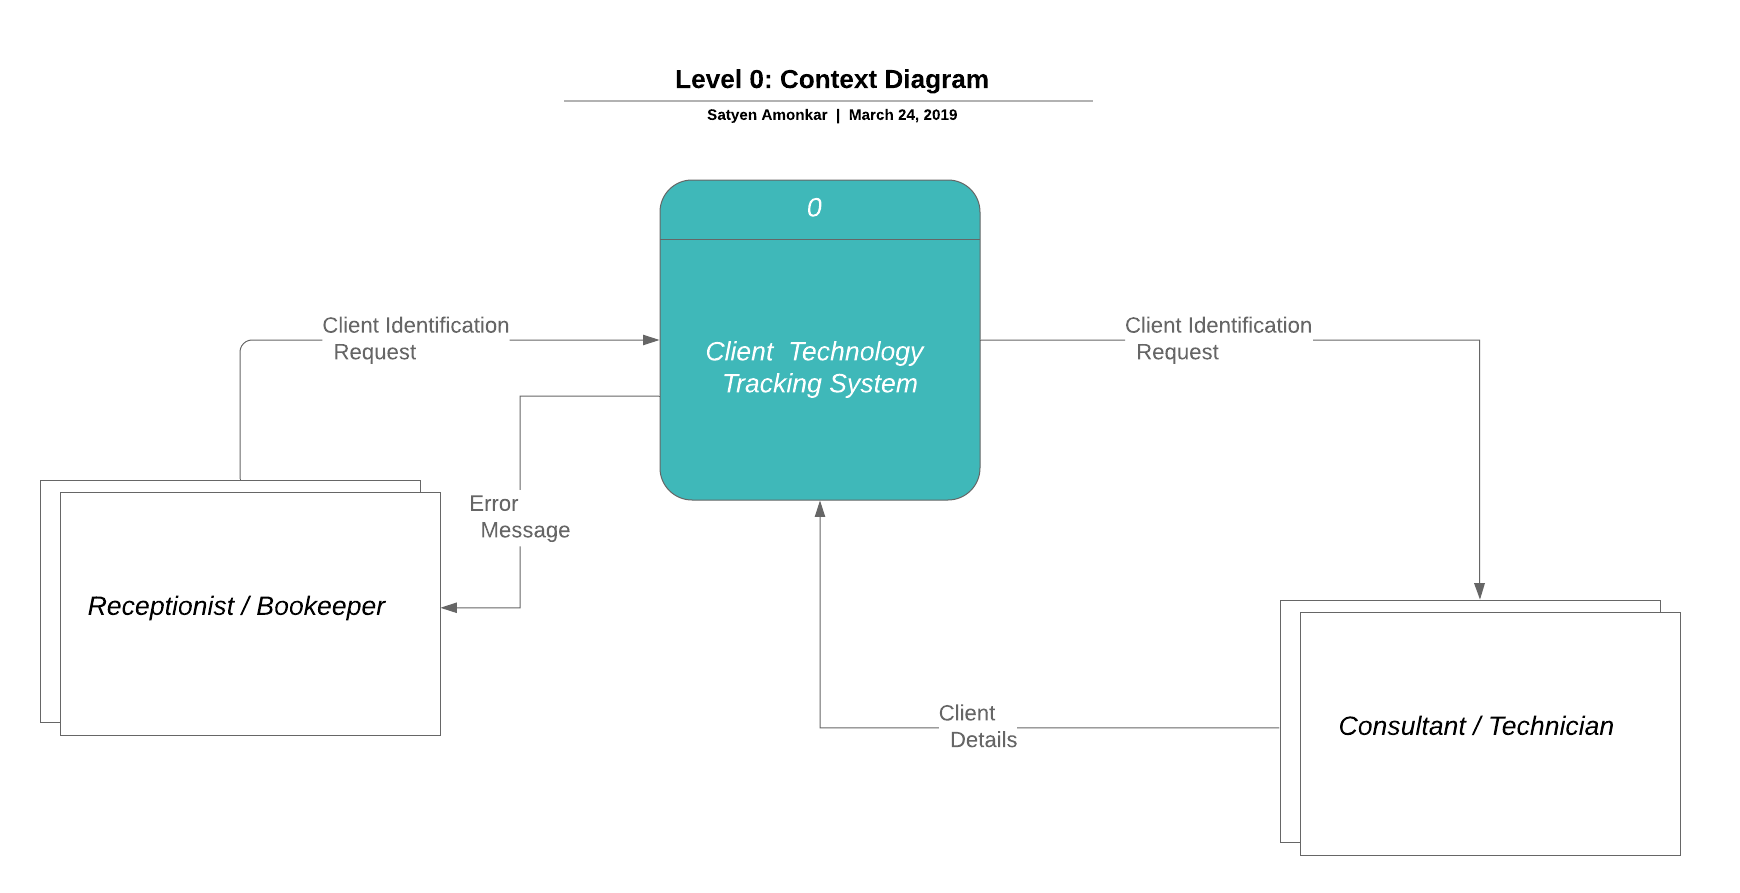 Level 0: Context Diagram
Satyen Amonkar | March 24, 2019
0
Client Technology
Tracking System
Client Identification
Request
Client Identification
Request
Error
Message
Receptionist / Bookeeper
Client
Details
Consultant / Technician